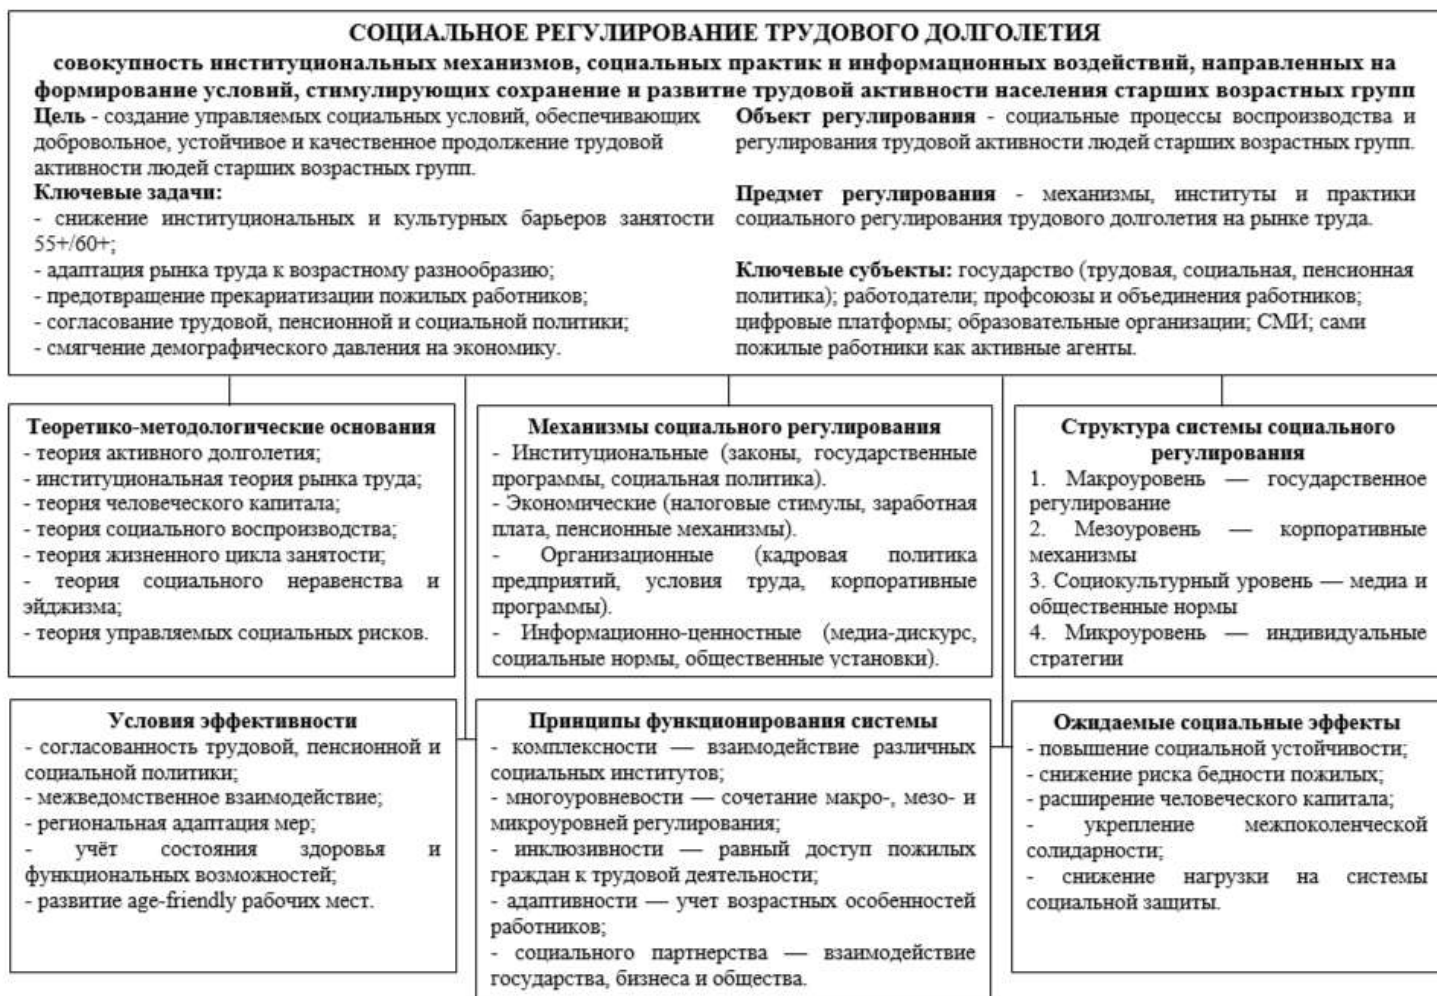 СОЦИАЛЬНОЕ РЕГУЛИРОВАНИЕ ТРУДОВОГО ДОЛГОЛЕТИЯ
совокупность институциональных механизмов, социальных практик и информационных воздействий, направленных на
формирование условий, стимулирующих сохранение и развитие трудовой активности населения старших возрастных групп
Цель - создание управляемых социальных условий, обеспечивающих
добровольное, устойчивое и качественное продолжение трудовой
активности людей старших возрастных групп.
Ключевые задачи:
- снижение институциональных и культурных барьеров занятости
55+/60+;
- адаптация рынка труда к возрастному разнообразию;
- предотвращение прекариатизации пожилых работников;
- согласование трудовой, пенсионной и социальной политики;
- смягчение демографического давления на экономику.
Объект регулирования - социальные процессы воспроизводства и
регулирования трудовой активности людей старших возрастных групп.
Предмет регулирования - механизмы, институты и практики
социального регулирования трудового долголетия на рынке труда.
Ключевые субъекты: государство (трудовая, социальная, пенсионная
политика); работодатели; профсоюзы и объединения работников;
цифровые платформы; образовательные организации; СМИ; сами
пожилые работники как активные агенты.
Теоретико-методологические основания
- теория активного долголетия;
- институциональная теория рынка труда;
- теория человеческого капитала;
- теория социального воспроизводства;
- теория жизненного цикла занятости;
- теория социального неравенства и
эйджизма;
- теория управляемых социальных рисков.
Механизмы социального регулирования
- Институциональные (законы, государственные
программы, социальная политика).
- Экономические (налоговые стимулы, заработная
плата, пенсионные механизмы).
- Организационные (кадровая политика
предприятий, условия труда, корпоративные
программы).
- Информационно-ценностные (медиа-дискурс,
социальные нормы, общественные установки).
Структура системы социального
регулирования
1. Макроуровень — государственное
регулирование
2. Мезоуровень — корпоративные
механизмы
3. Социокультурный уровень — медиа и
общественные нормы
4. Микроуровень — индивидуальные
стратегии
Условия эффективности
- согласованность трудовой, пенсионной и
социальной политики;
- межведомственное взаимодействие;
- региональная адаптация мер;
- учёт состояния здоровья и
функциональных возможностей;
- развитие age-friendly рабочих мест.
Принципы функционирования системы
- комплексности — взаимодействие различных
социальных институтов;
- многоуровневости — сочетание макро-, мезо- и
микроуровней регулирования;
- инклюзивности — равный доступ пожилых
граждан к трудовой деятельности;
- адаптивности — учет возрастных особенностей
работников;
- социального партнерства — взаимодействие
государства, бизнеса и общества.
Ожидаемые социальные эффекты
- повышение социальной устойчивости;
- снижение риска бедности пожилых;
- расширение человеческого капитала;
- укрепление межпоколенческой
солидарности;
- снижение нагрузки на системы
социальной защиты.